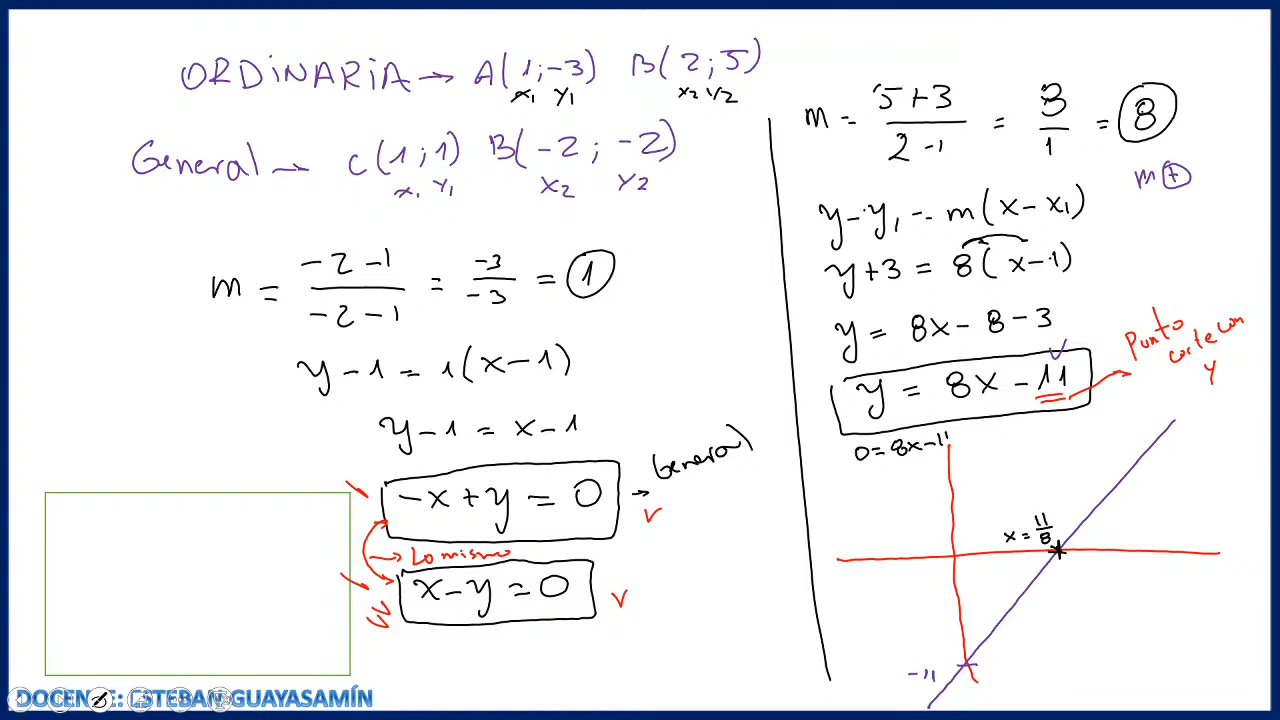 ORDINARIA → A(1;-3) B(2;5)
x₁ y₁ x₂ y₂
General → C(1;1) B(-2;-2)
x₁ y₁ x₂ y₂
m = (-2-1)/(-2-1) = -3/-3 = 1
y-1 = 1(x-1)
y-1 = x-1
-x+y = 0 → General
v
Lo mismo
x-y = 0
v
m = (5+3)/(2-1) = 8/1 = 8
m +
y-y₁ = m(x-x₁)
y+3 = 8(x-1)
y = 8x-8-3
y = 8x-11
Punto
corte con
y
0=8x-11
x = 11/8
-11
DOCENTE: ESTEBAN GUAYASAMÍN